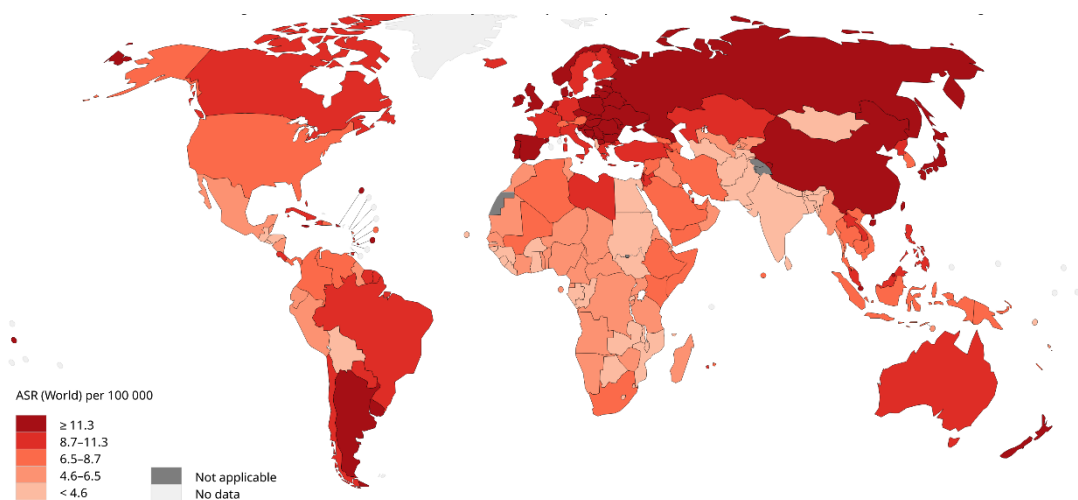 ASR (World) per 100 000
≥ 11.3
8.7–11.3
6.5–8.7
4.6–6.5
< 4.6
Not applicable
No data